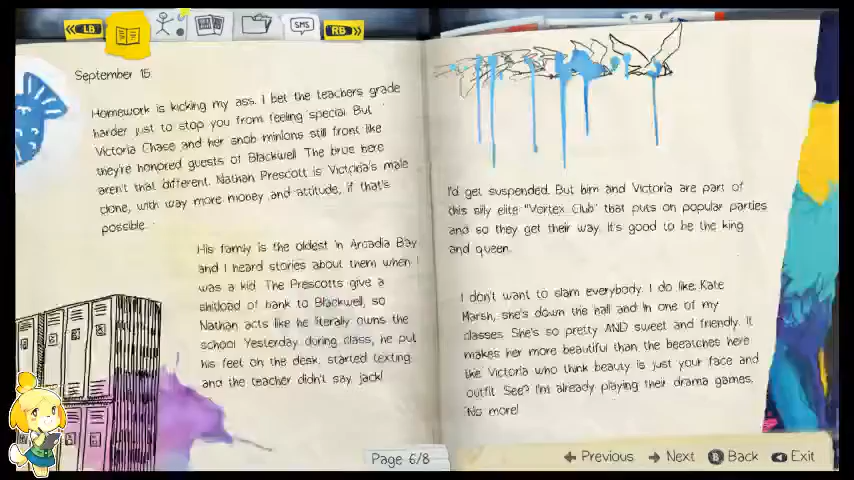 LB
SMS
RB
September 15
Homework is kicking my ass. I bet the teachers grade
harder just to stop you from feeling special. But
Victoria Chase and her snob minions still front like
they're honored guests of Blackwell. The bros here
aren't that different. Nathan Prescott is Victoria's male
clone, with way more money and attitude, if that's
possible.
His family is the oldest in Arcadia Bay
and I heard stories about them when I
was a kid. The Prescotts give a
shitload of bank to Blackwell, so
Nathan acts like he literally owns the
school. Yesterday during class, he put
his feet on the desk, started texting
and the teacher didn't say jack!
I'd get suspended. But him and Victoria are part of
this silly elite "Vortex Club" that puts on popular parties
and so they get their way. It's good to be the king
and queen.
I don't want to slam everybody. I do like Kate
Marsh, she's down the hall and in one of my
classes. She's so pretty AND sweet and friendly. It
makes her more beautiful than the beeatches here
like Victoria who think beauty is just your face and
outfit. See? I'm already playing their drama games.
No more!
Page 6/8
Previous Next B Back Exit